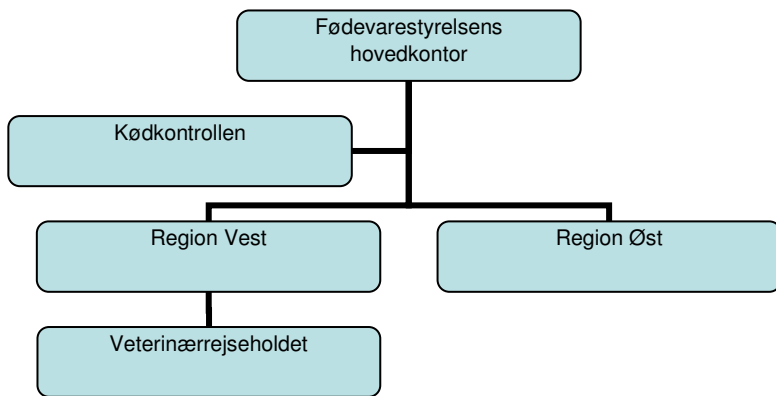 Fødevarestyrelsens
hovedkontor
Kødkontrollen
Region Vest
Region Øst
Veterinærrejseholdet